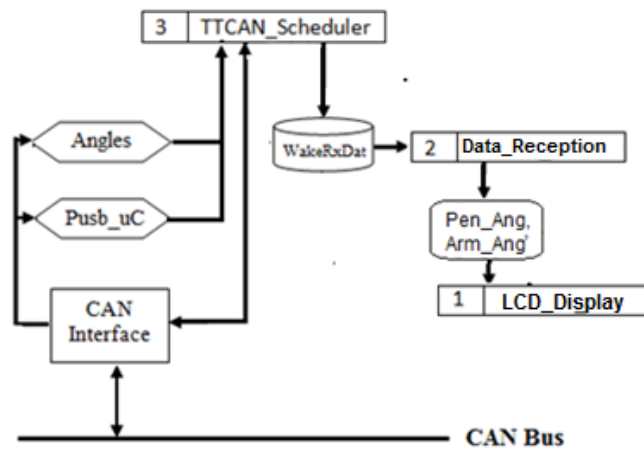 3 TTCAN_Scheduler
Angles
WakeRxDat
2 Data_Reception
Pusb_uC
Pen_Ang,
Arm_Ang'
CAN
Interface
1 LCD_Display
CAN Bus